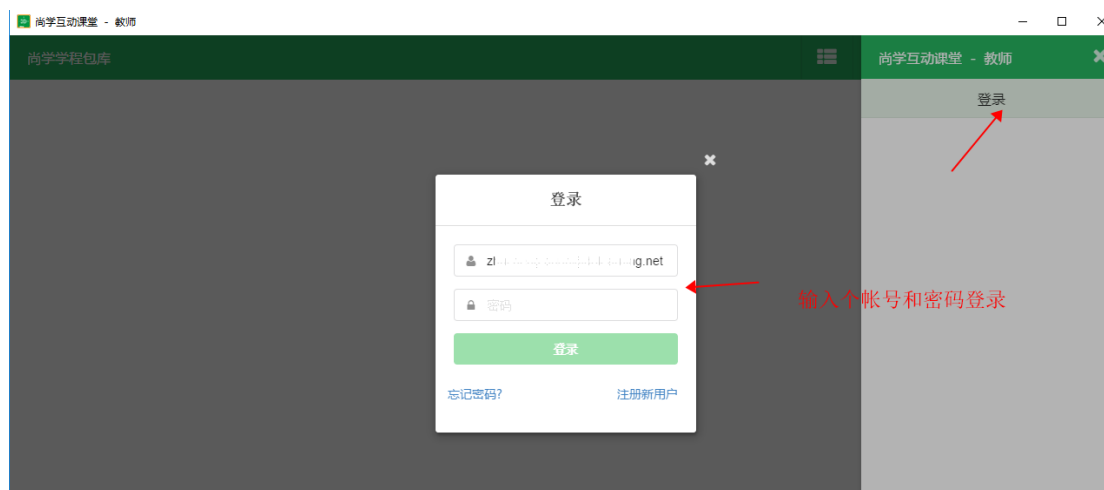 尚学互动课堂 - 教师
尚学学程包库
尚学互动课堂 - 教师
登录
登录
zl
ig.net
密码
登录
忘记密码?
注册新用户
输入个帐号和密码登录